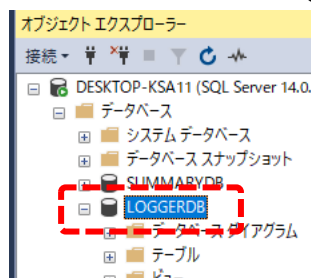 オブジェクト エクスプローラー
接続
DESKTOP-KSA11 (SQL Server 14.0.
データベース
システム データベース
データベース スナップショット
SUMMARYDB
LOGGERDB
データベース ダイアグラム
テーブル
ビュー